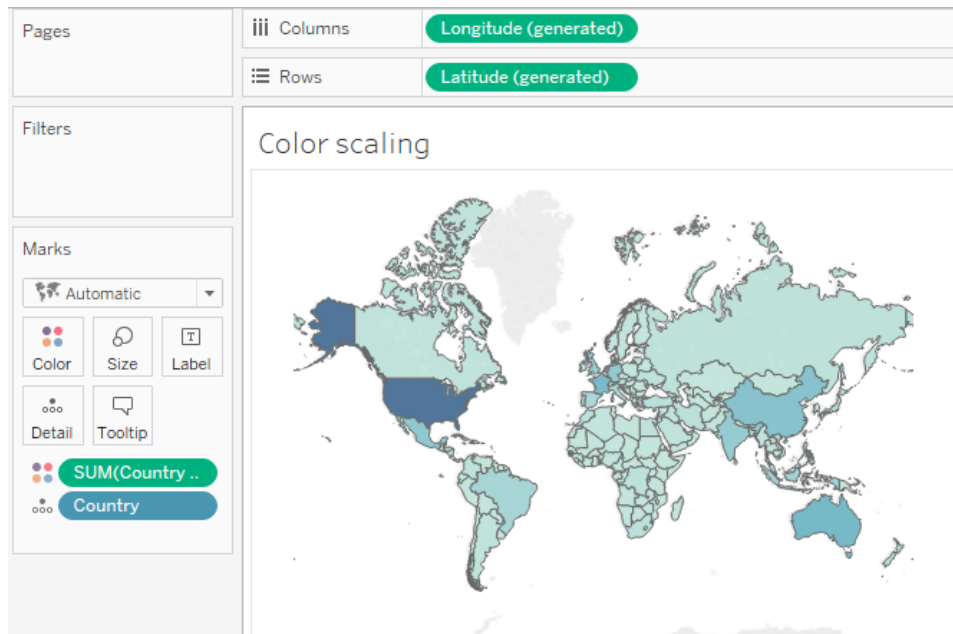 Pages
Columns
Longitude (generated)
Rows
Latitude (generated)
Filters
Color scaling
Marks
Automatic
Color
Size
T
Label
Detail
Tooltip
SUM(Country ..
Country